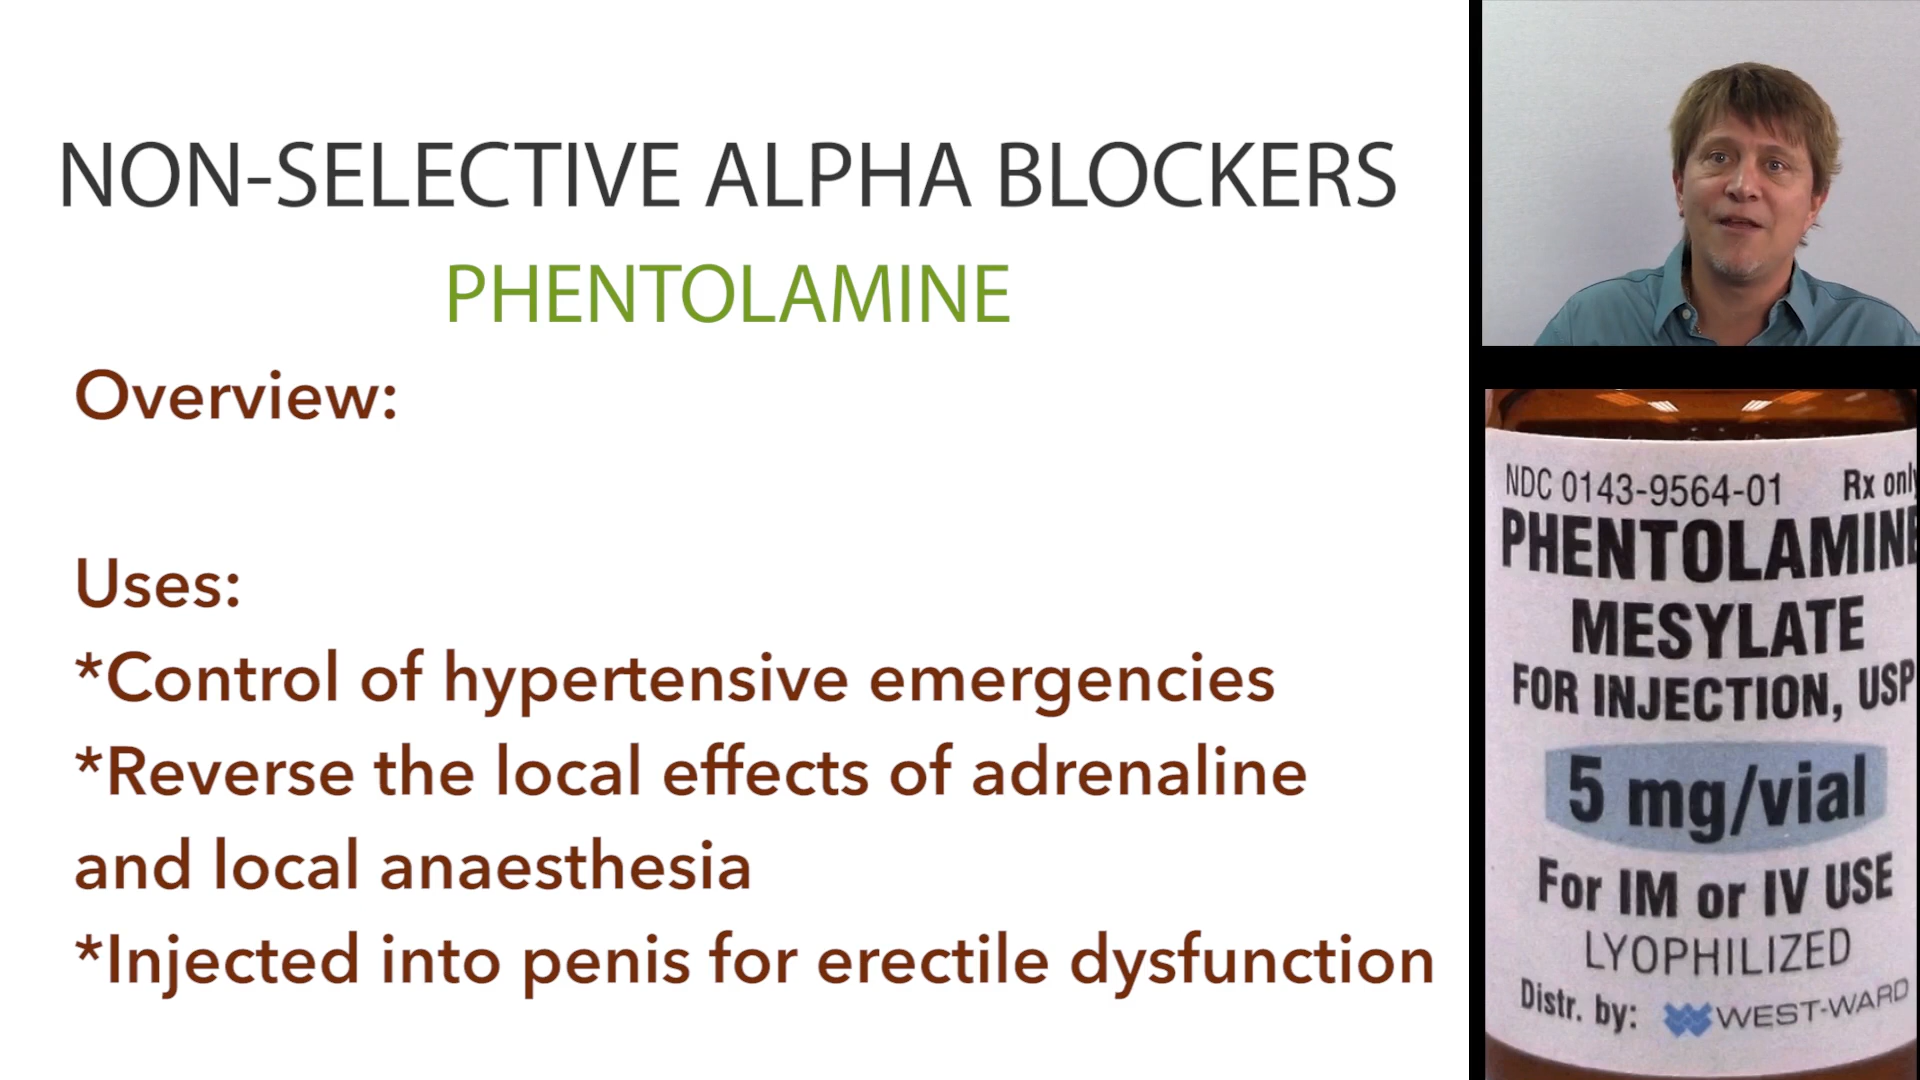 NON-SELECTIVE ALPHA BLOCKERS
PHENTOLAMINE
Overview:
Uses:
*Control of hypertensive emergencies
*Reverse the local effects of adrenaline
and local anaesthesia
*Injected into penis for erectile dysfunction
NDC 0143-9564-01 Rx only
PHENTOLAMINE
MESYLATE
FOR INJECTION, USP
5 mg/vial
For IM or IV USE
LYOPHILIZED
Distr. by: WEST-WARD